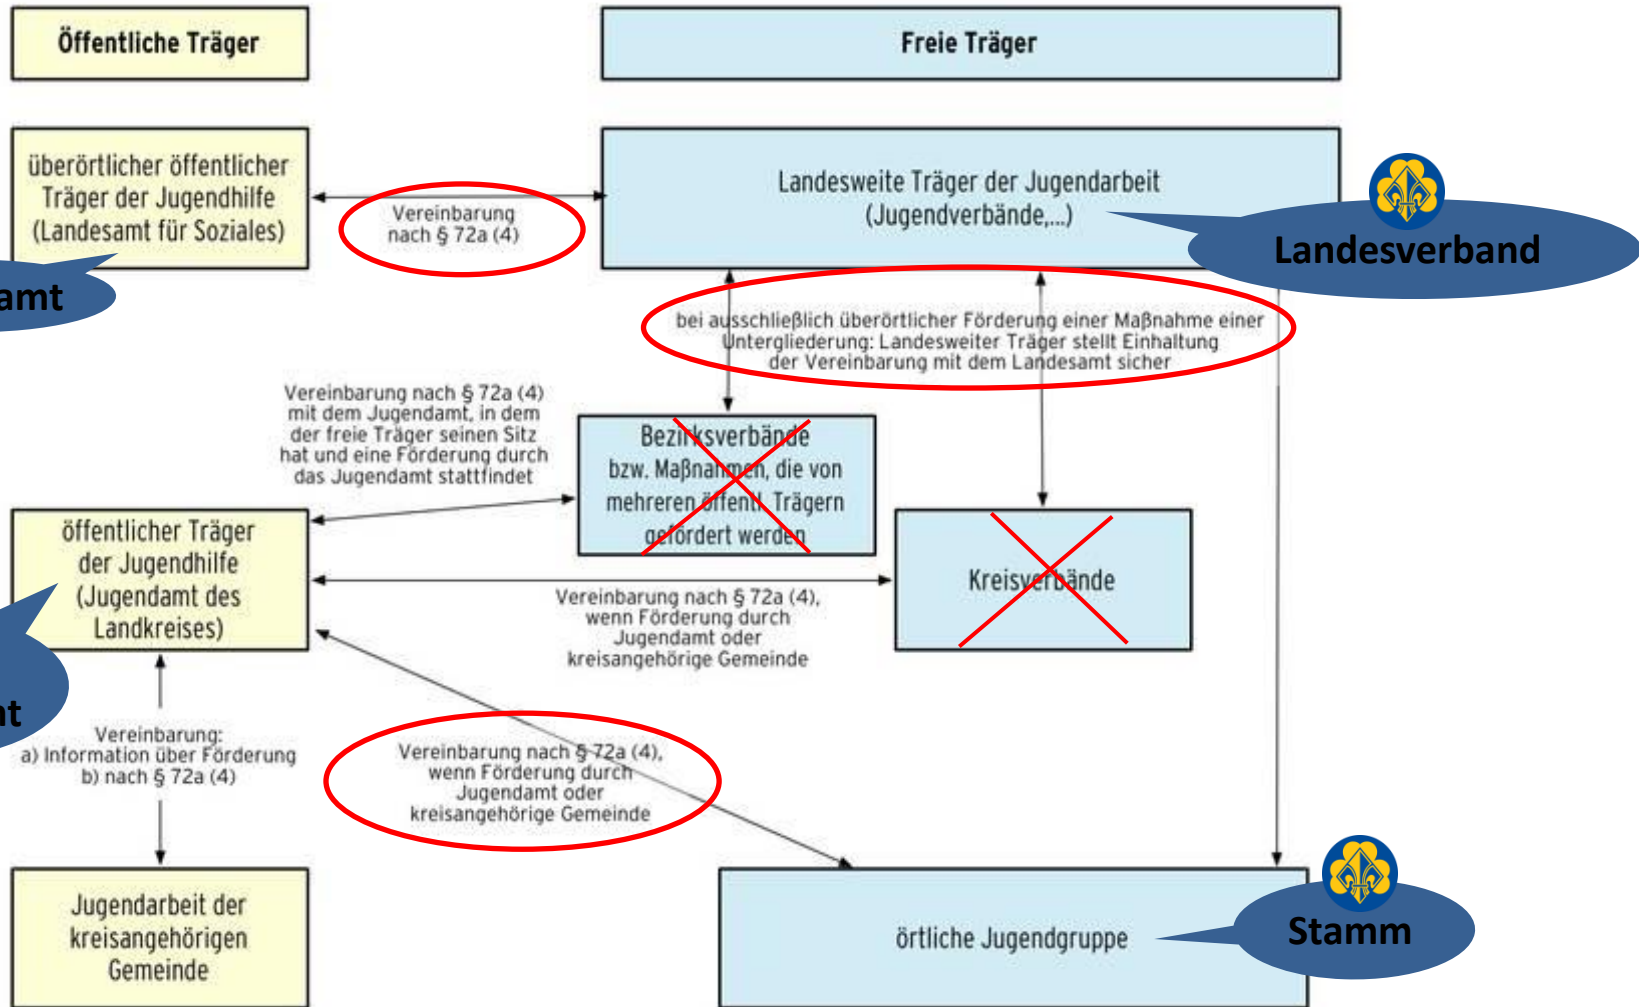 Öffentliche Träger
Freie Träger
überörtlicher öffentlicher
Träger der Jugendhilfe
(Landesamt für Soziales)
Vereinbarung
nach § 72a (4)
Landesweite Träger der Jugendarbeit
(Jugendverbände,...)
Landesverband
amt
bei ausschließlich überörtlicher Förderung einer Maßnahme einer
Untergliederung: Landesweiter Träger stellt Einhaltung
der Vereinbarung mit dem Landesamt sicher
Vereinbarung nach § 72a (4)
mit dem Jugendamt, in dem
der freie Träger seinen Sitz
hat und eine Förderung durch
das Jugendamt stattfindet
Bezirksverbände
bzw. Maßnahmen, die von
mehreren öffentl. Trägern
gefördert werden
öffentlicher Träger
der Jugendhilfe
(Jugendamt des
Landkreises)
Vereinbarung nach § 72a (4),
wenn Förderung durch
Jugendamt oder
kreisangehörige Gemeinde
Kreisverbände
nt
Vereinbarung:
a) Information über Förderung
b) nach § 72a (4)
Vereinbarung nach § 72a (4),
wenn Förderung durch
Jugendamt oder
kreisangehörige Gemeinde
Jugendarbeit der
kreisangehörigen
Gemeinde
örtliche Jugendgruppe
Stamm